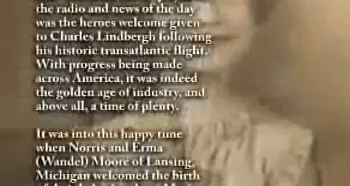 the radio and news of the day
was the heroes welcome given
to Charles Lindbergh following
his historic transatlantic flight.
With progress being made
across America, it was indeed
the golden age of industry, and
above all, a time of plenty.

It was into this happy time
when Norris and Erma
(Wandel) Moore of Lansing,
Michigan welcomed the birth